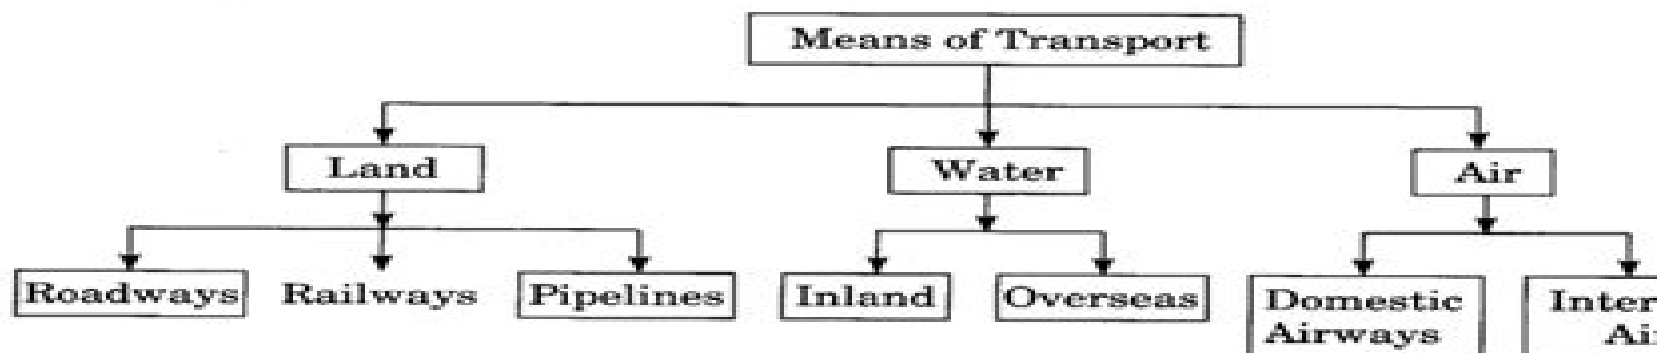 Means of Transport
Land
Water
Air
Roadways
Railways
Pipelines
Inland
Overseas
Domestic
Airways